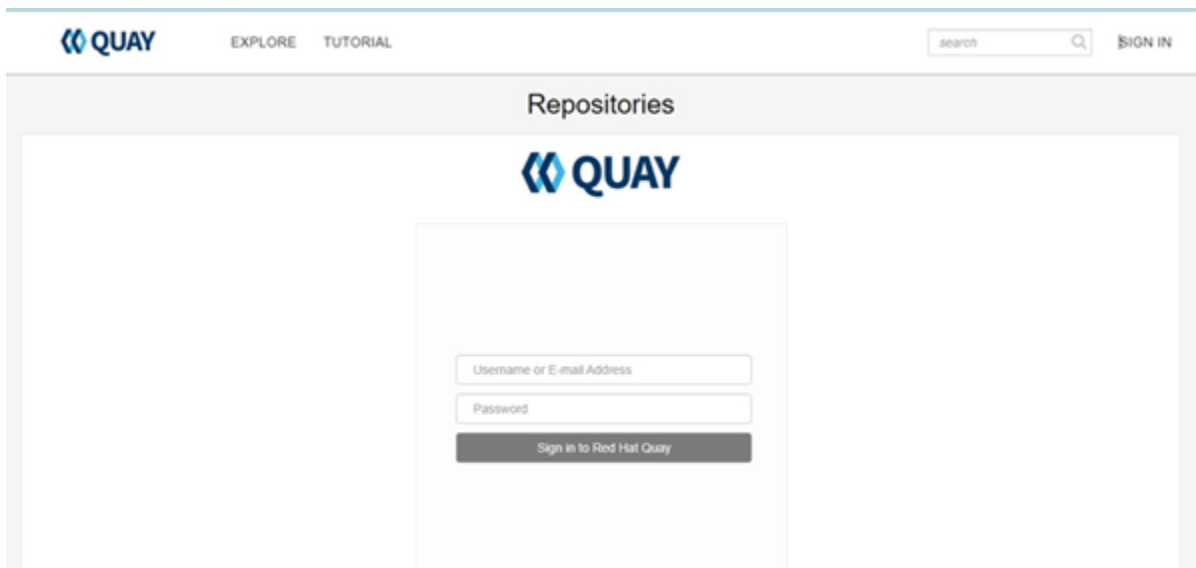 QUAY EXPLORE TUTORIAL search SIGN IN
Repositories
QUAY
Username or E-mail Address
Password
Sign in to Red Hat Quay